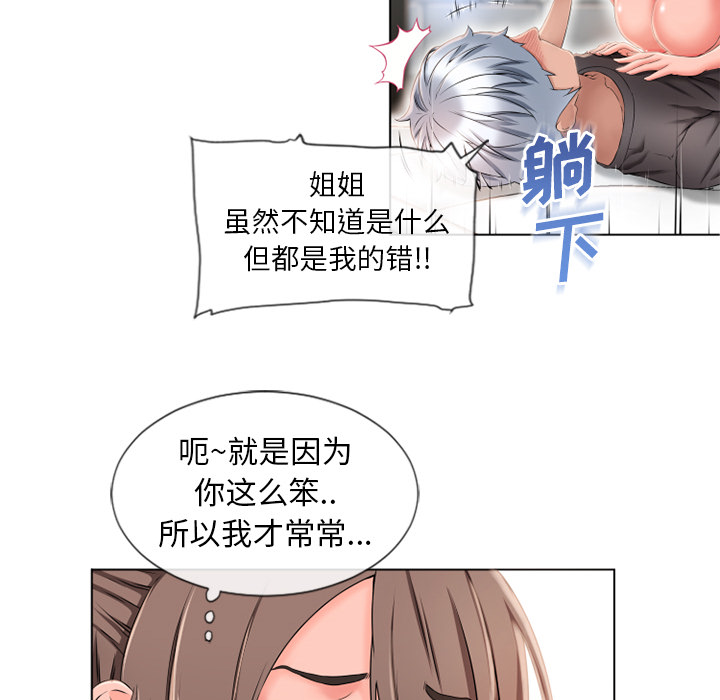 姐姐
虽然不知道是什么
但都是我的错!!
躺
下
呃~就是因为
你这么笨..
所以我才常常...